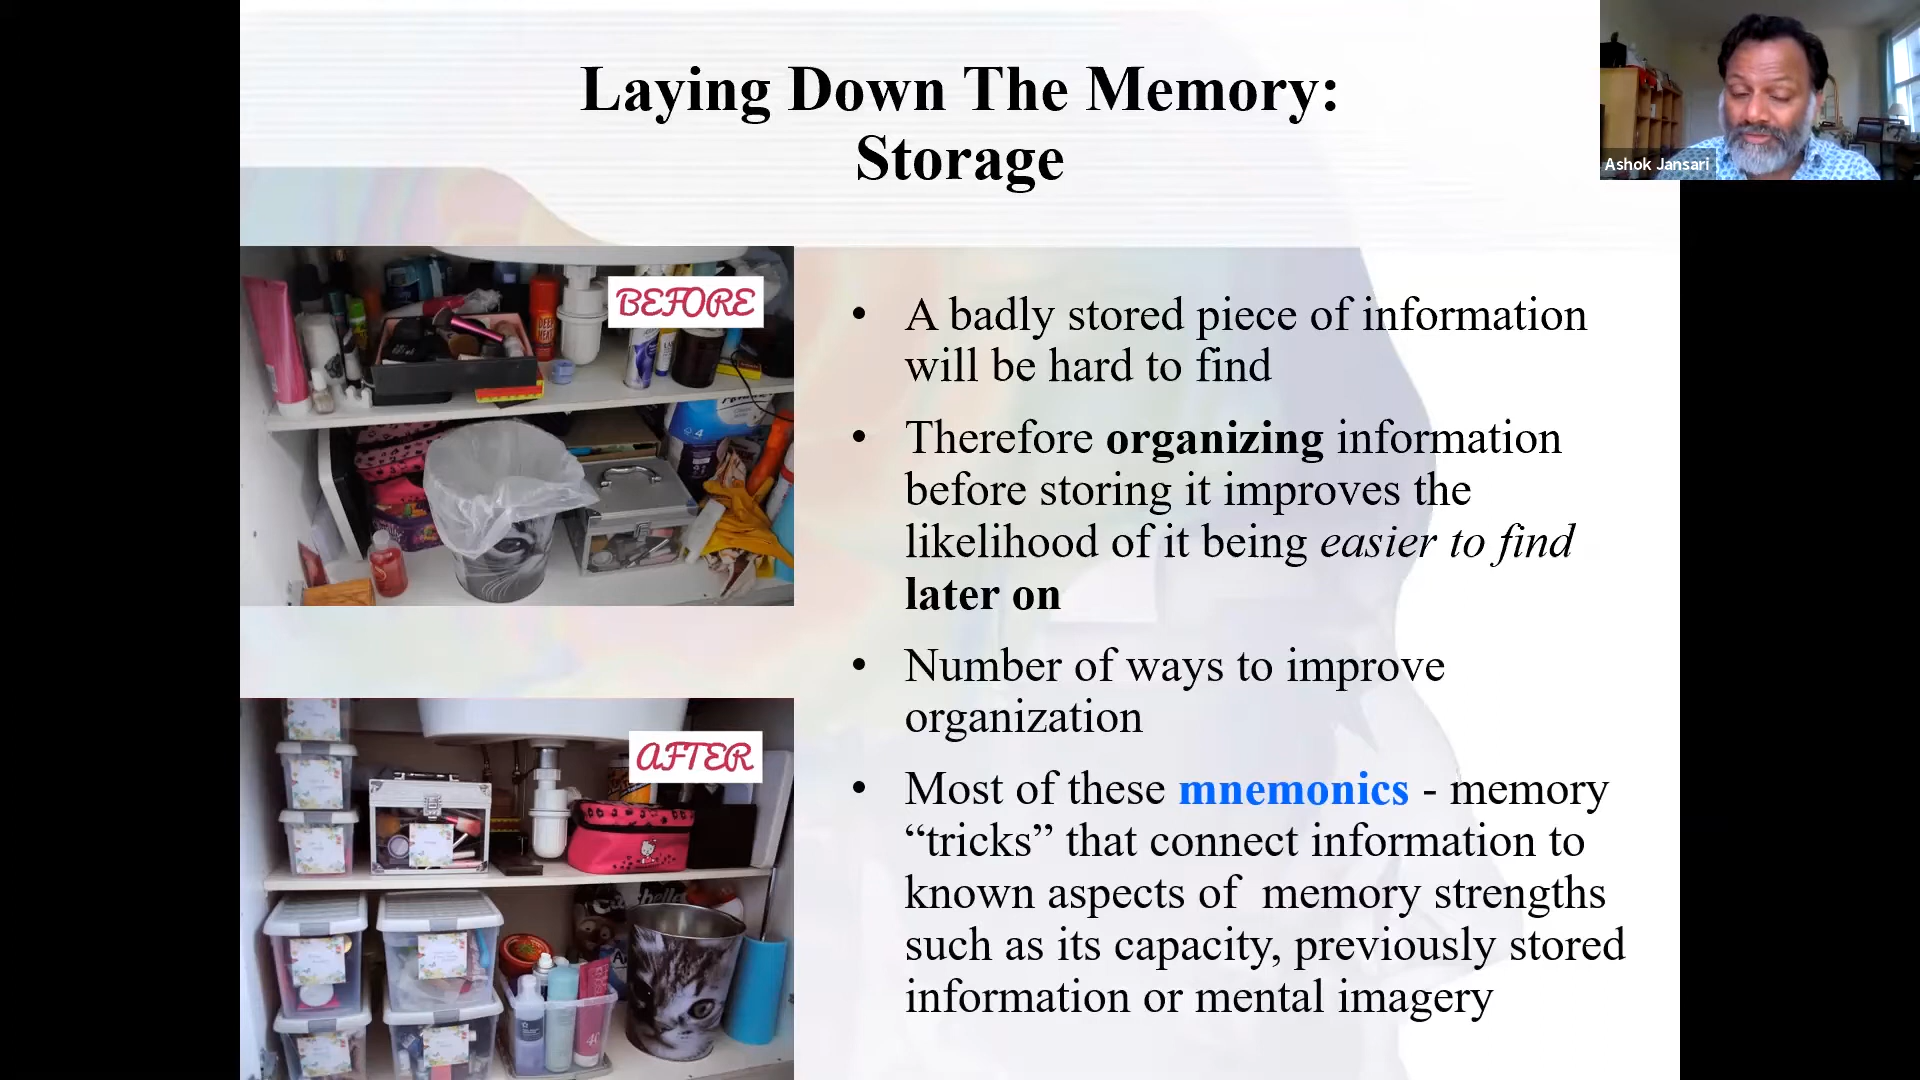 Laying Down The Memory:
Storage
Ashok Jansari
BEFORE
AFTER
• A badly stored piece of information
will be hard to find
• Therefore organizing information
before storing it improves the
likelihood of it being easier to find
later on
• Number of ways to improve
organization
• Most of these mnemonics - memory
“tricks” that connect information to
known aspects of  memory strengths
such as its capacity, previously stored
information or mental imagery